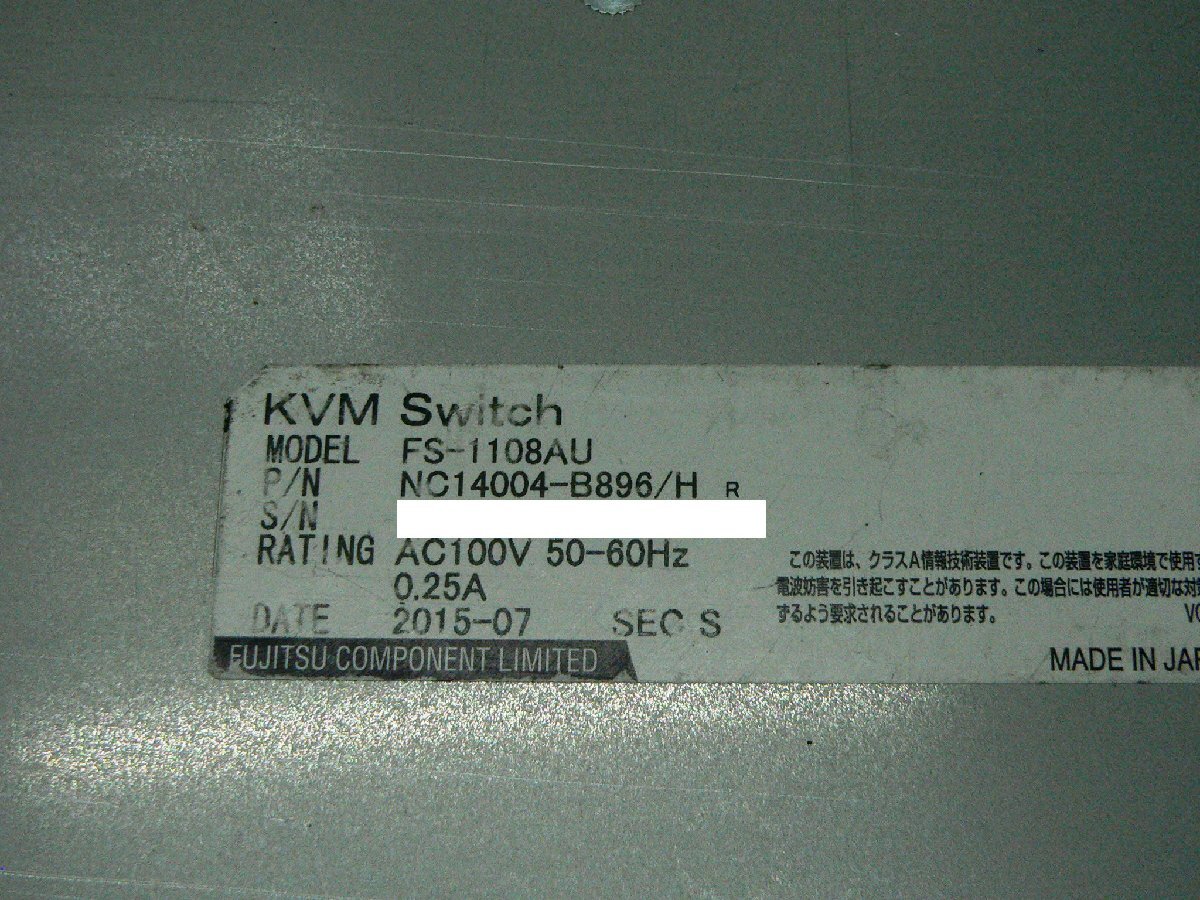 KVM Switch
MODEL FS-1108AU
P/N NC14004-B896/H R
S/N
RATING AC100V 50-60Hz
0.25A
DATE 2015-07 SEC S
FUJITSU COMPONENT LIMITED
この装置は、クラスA情報技術装置です。この装置を家庭環境で使用す
電波妨害を引き起こすことがあります。この場合には使用者が適切な対
ずるよう要求されることがあります。
MADE IN